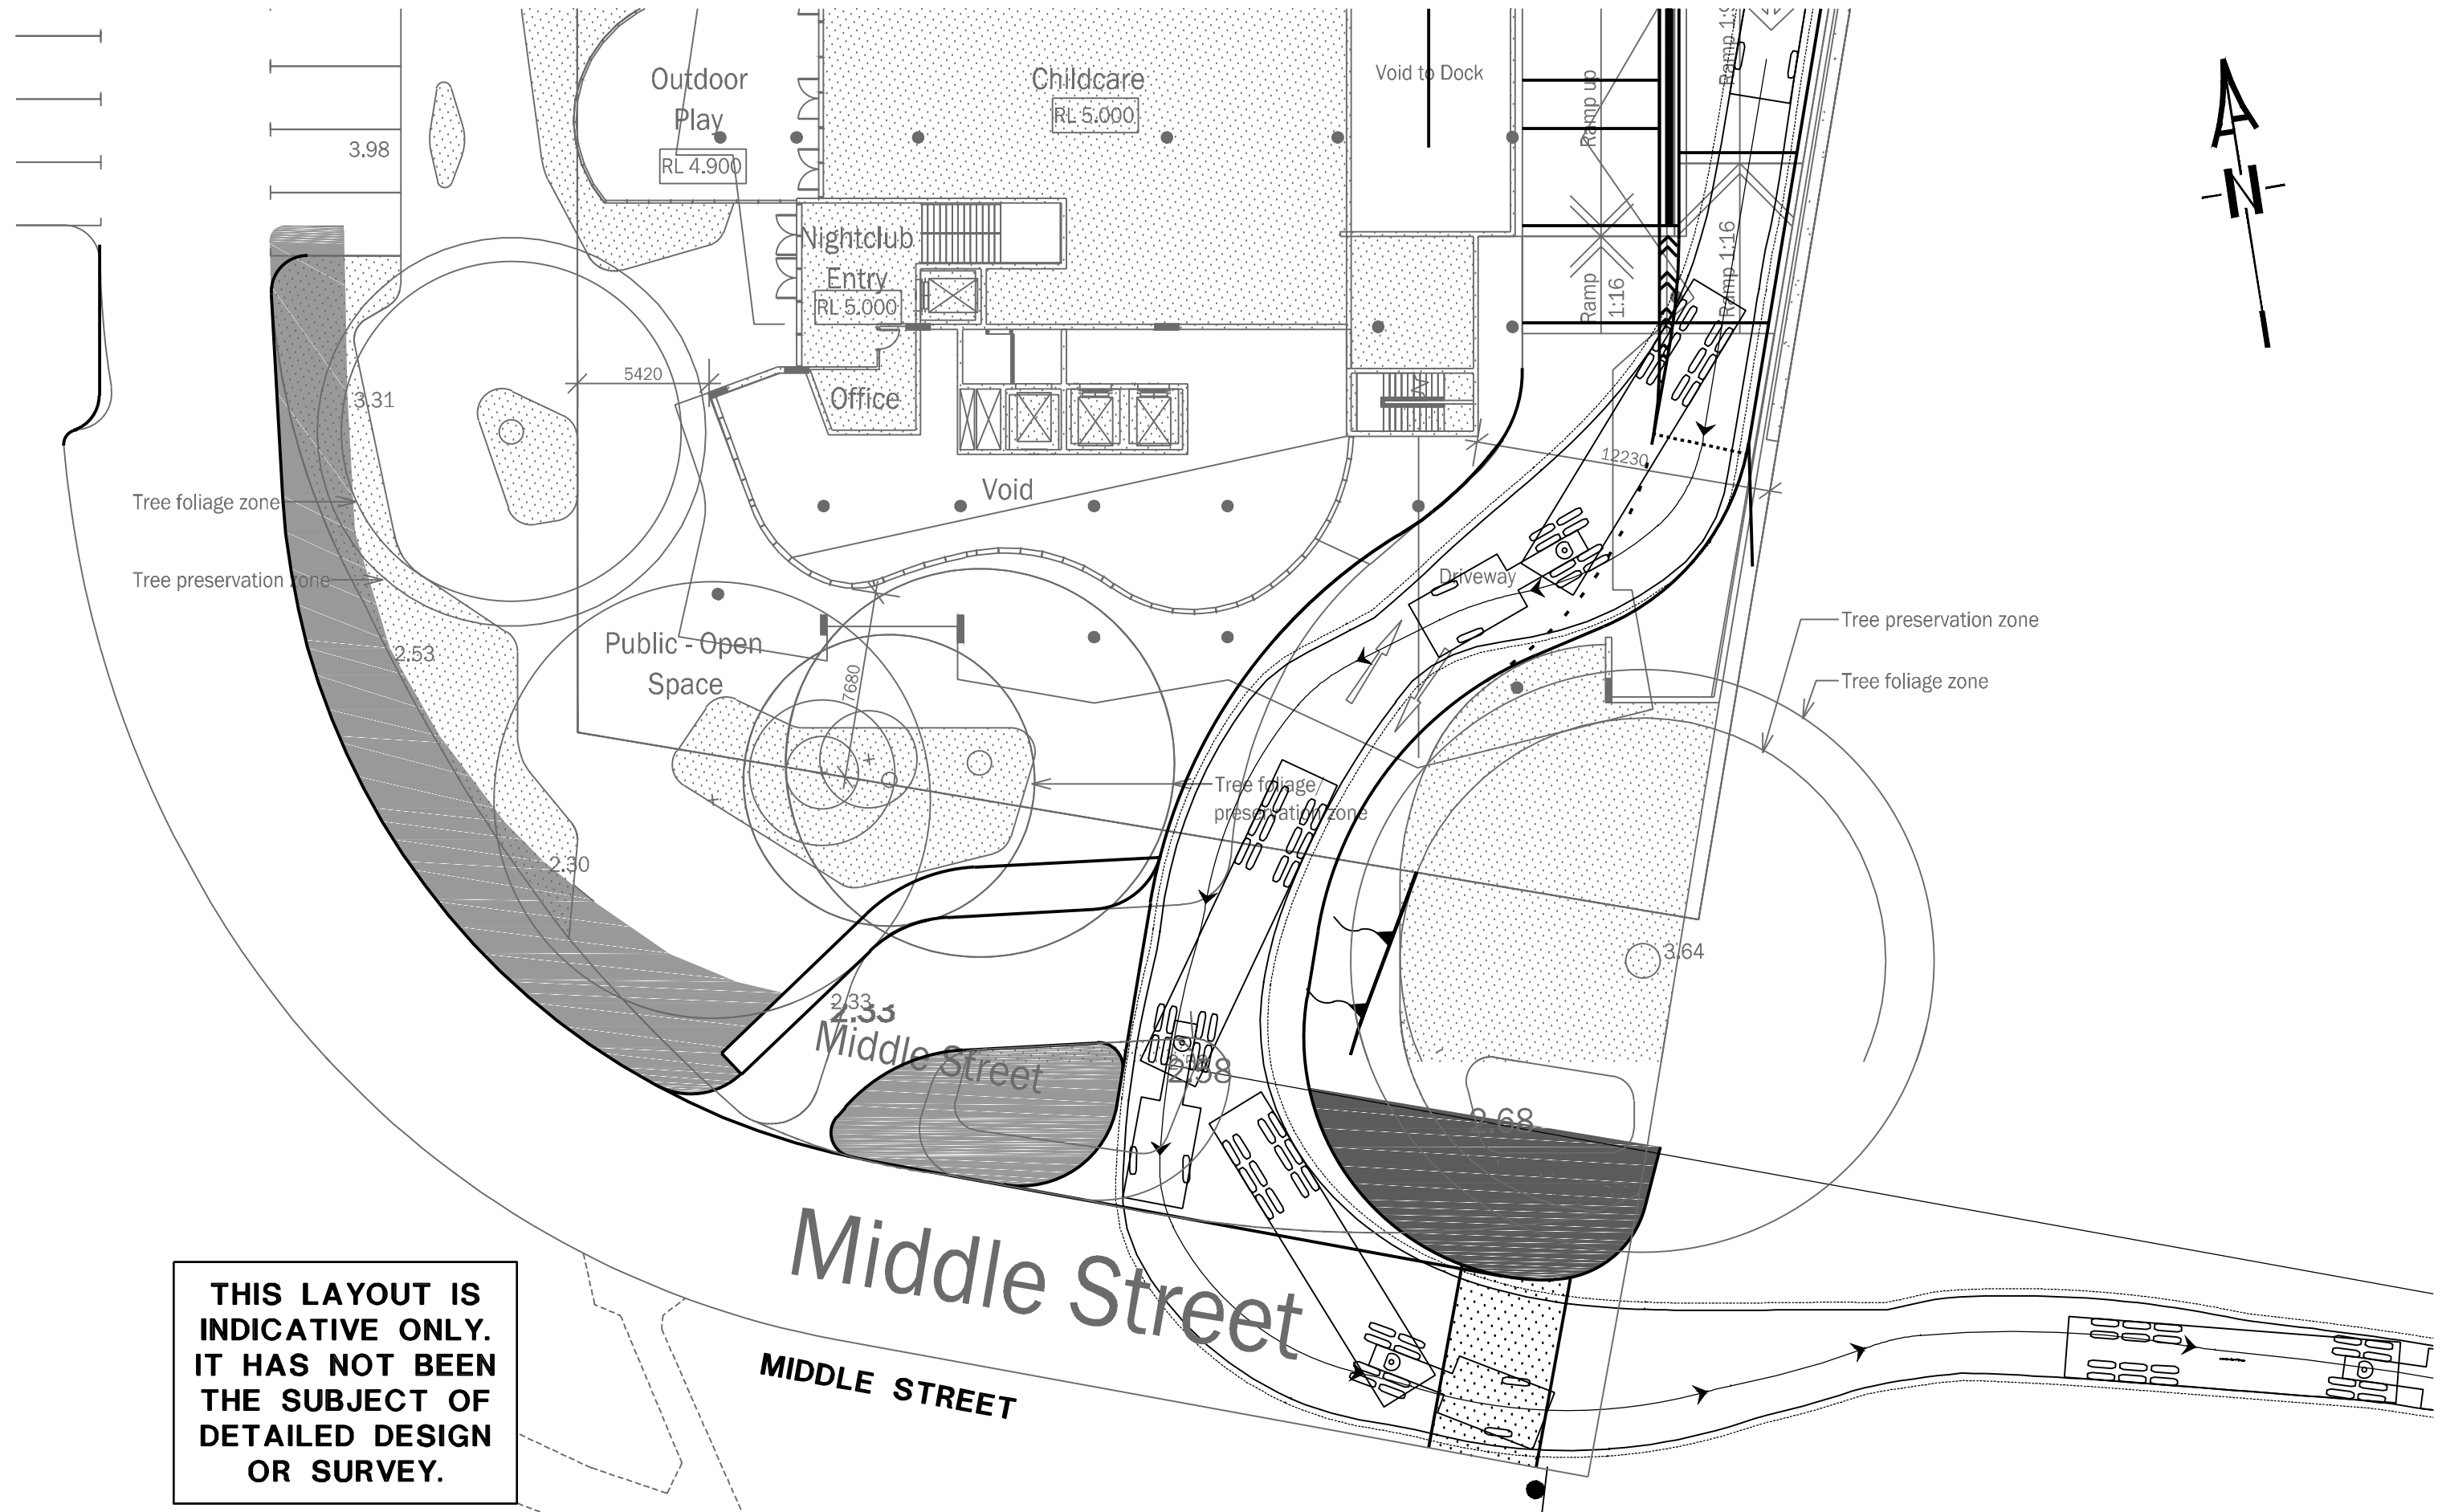 Outdoor
Play
RL 4.900
Childcare
RL 5.000
Void to Dock
Ramp up
Ramp 1:16
Ramp
1:16
3.98
Nightclub
Entry
RL 5.000
Office
5420
3.31
12230
N
Tree foliage zone
Void
Tree preservation zone
Driveway
2.53
Public - Open
Space
7680
Tree preservation zone
Tree foliage zone
Tree foliage
preservation zone
2.30
3.64
2.33
2.33
Middle Street
2.68
Middle Street
MIDDLE STREET
THIS LAYOUT IS
INDICATIVE ONLY.
IT HAS NOT BEEN
THE SUBJECT OF
DETAILED DESIGN
OR SURVEY.